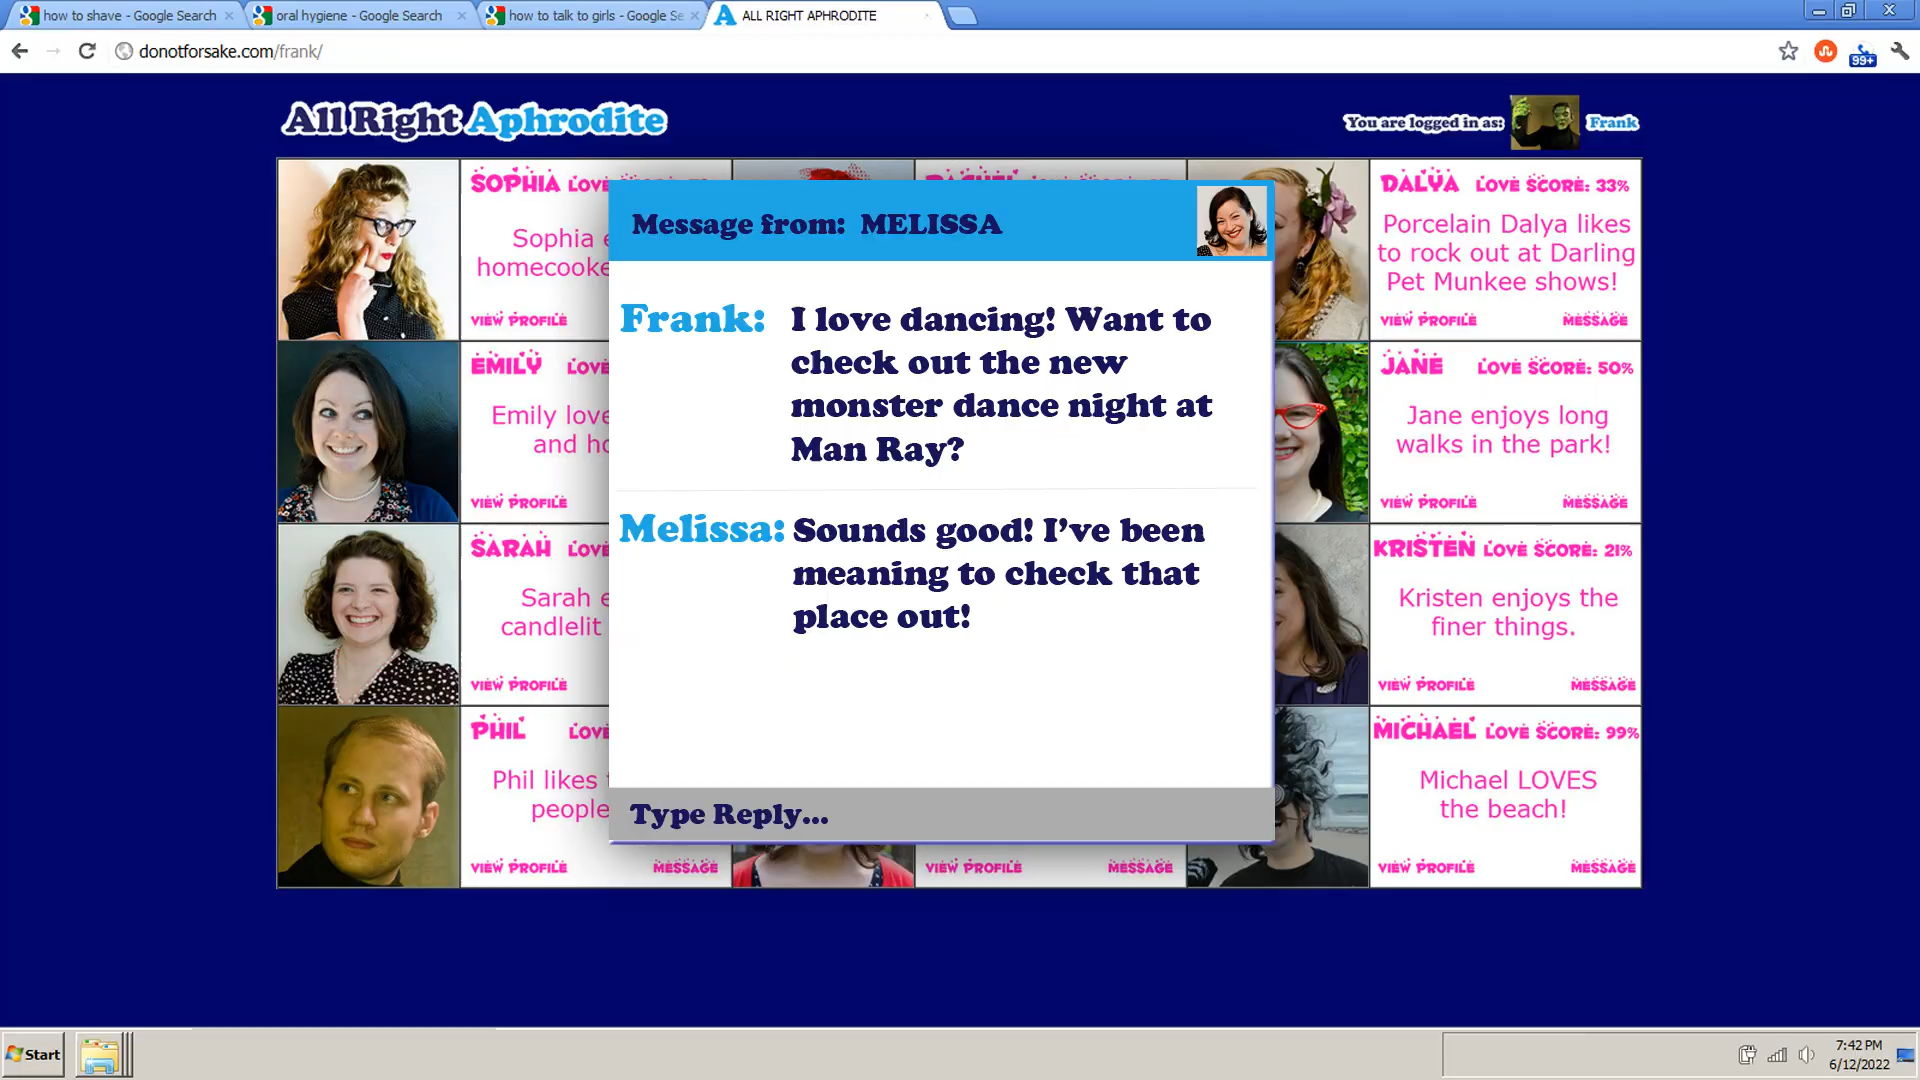 how to shave - Google Search
oral hygiene - Google Search
how to talk to girls - Google Se
ALL RIGHT APHRODITE
donotforsake.com/frank/
99+
All Right Aphrodite
You are logged in as: Frank
SOPHIA LOVE
Sophia e
homecooke
VIEW PROFILE
DALYA LOVE SCORE: 33%
Porcelain Dalya likes
to rock out at Darling
Pet Munkee shows!
VIEW PROFILE MESSAGE
Message from: MELISSA
Frank: I love dancing! Want to
check out the new
monster dance night at
Man Ray?
Melissa: Sounds good! I've been
meaning to check that
place out!
Type Reply...
EMILY LOVE
Emily love
and ho
VIEW PROFILE
JANE LOVE SCORE: 50%
Jane enjoys long
walks in the park!
VIEW PROFILE MESSAGE
SARAH LOVE
Sarah e
candlelit
VIEW PROFILE
KRISTEN LOVE SCORE: 21%
Kristen enjoys the
finer things.
VIEW PROFILE MESSAGE
PHIL LOVE
Phil likes
people
VIEW PROFILE MESSAGE
VIEW PROFILE MESSAGE
MICHAEL LOVE SCORE: 99%
Michael LOVES
the beach!
VIEW PROFILE MESSAGE
Start
7:42 PM
6/12/2022